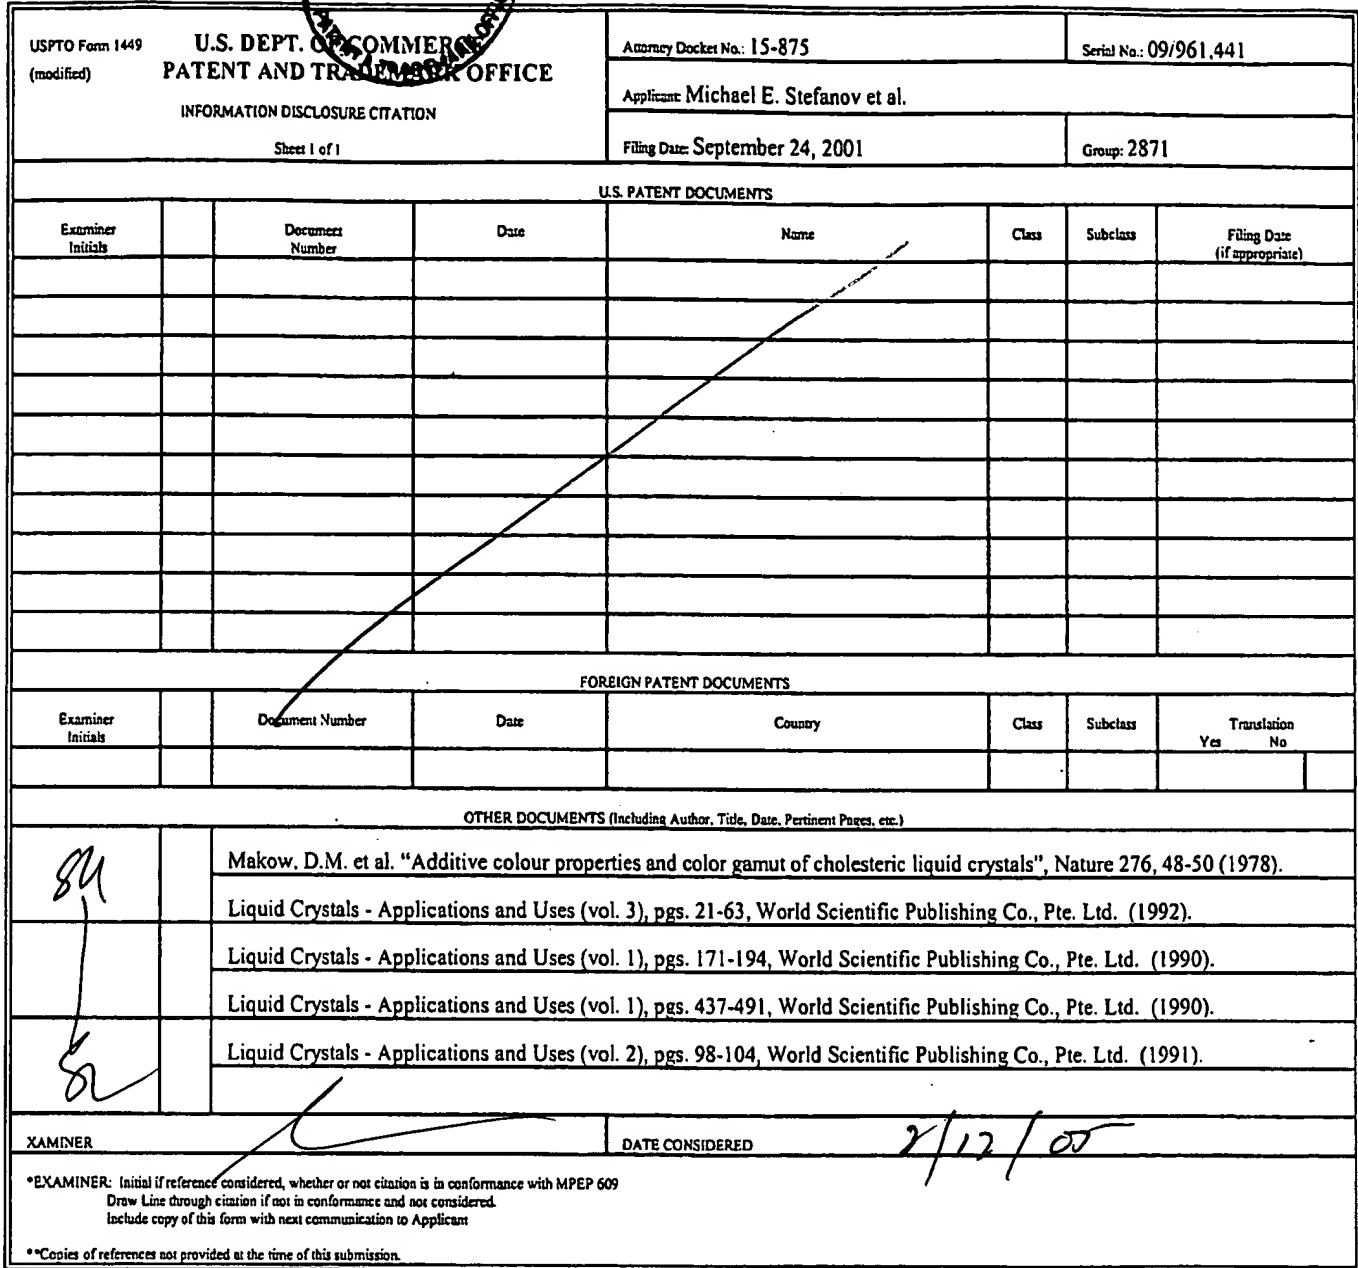 USPTO Form 1449
(modified)
U.S. DEPT. OF COMMERCE
PATENT AND TRADEMARK OFFICE
INFORMATION DISCLOSURE CITATION
Sheet 1 of 1
Attorney Docket No.: 15-875
Serial No.: 09/961,441
Applicant: Michael E. Stefanov et al.
Filing Date: September 24, 2001
Group: 2871
U.S. PATENT DOCUMENTS
Examiner Initials
Document Number
Date
Name
Class
Subclass
Filing Date (if appropriate)
FOREIGN PATENT DOCUMENTS
Examiner Initials
Document Number
Date
Country
Class
Subclass
Translation
Yes No
OTHER DOCUMENTS (Including Author, Title, Date, Pertinent Pages, etc.)
Makow, D.M. et al. “Additive colour properties and color gamut of cholesteric liquid crystals”, Nature 276, 48-50 (1978).
Liquid Crystals - Applications and Uses (vol. 3), pgs. 21-63, World Scientific Publishing Co., Pte. Ltd. (1992).
Liquid Crystals - Applications and Uses (vol. 1), pgs. 171-194, World Scientific Publishing Co., Pte. Ltd. (1990).
Liquid Crystals - Applications and Uses (vol. 1), pgs. 437-491, World Scientific Publishing Co., Pte. Ltd. (1990).
Liquid Crystals - Applications and Uses (vol. 2), pgs. 98-104, World Scientific Publishing Co., Pte. Ltd. (1991).
XAMINER
DATE CONSIDERED 2/12/05
*EXAMINER: Initial if reference considered, whether or not citation is in conformance with MPEP 609
Draw Line through citation if not in conformance and not considered.
Include copy of this form with next communication to Applicant
**Copies of references not provided at the time of this submission.